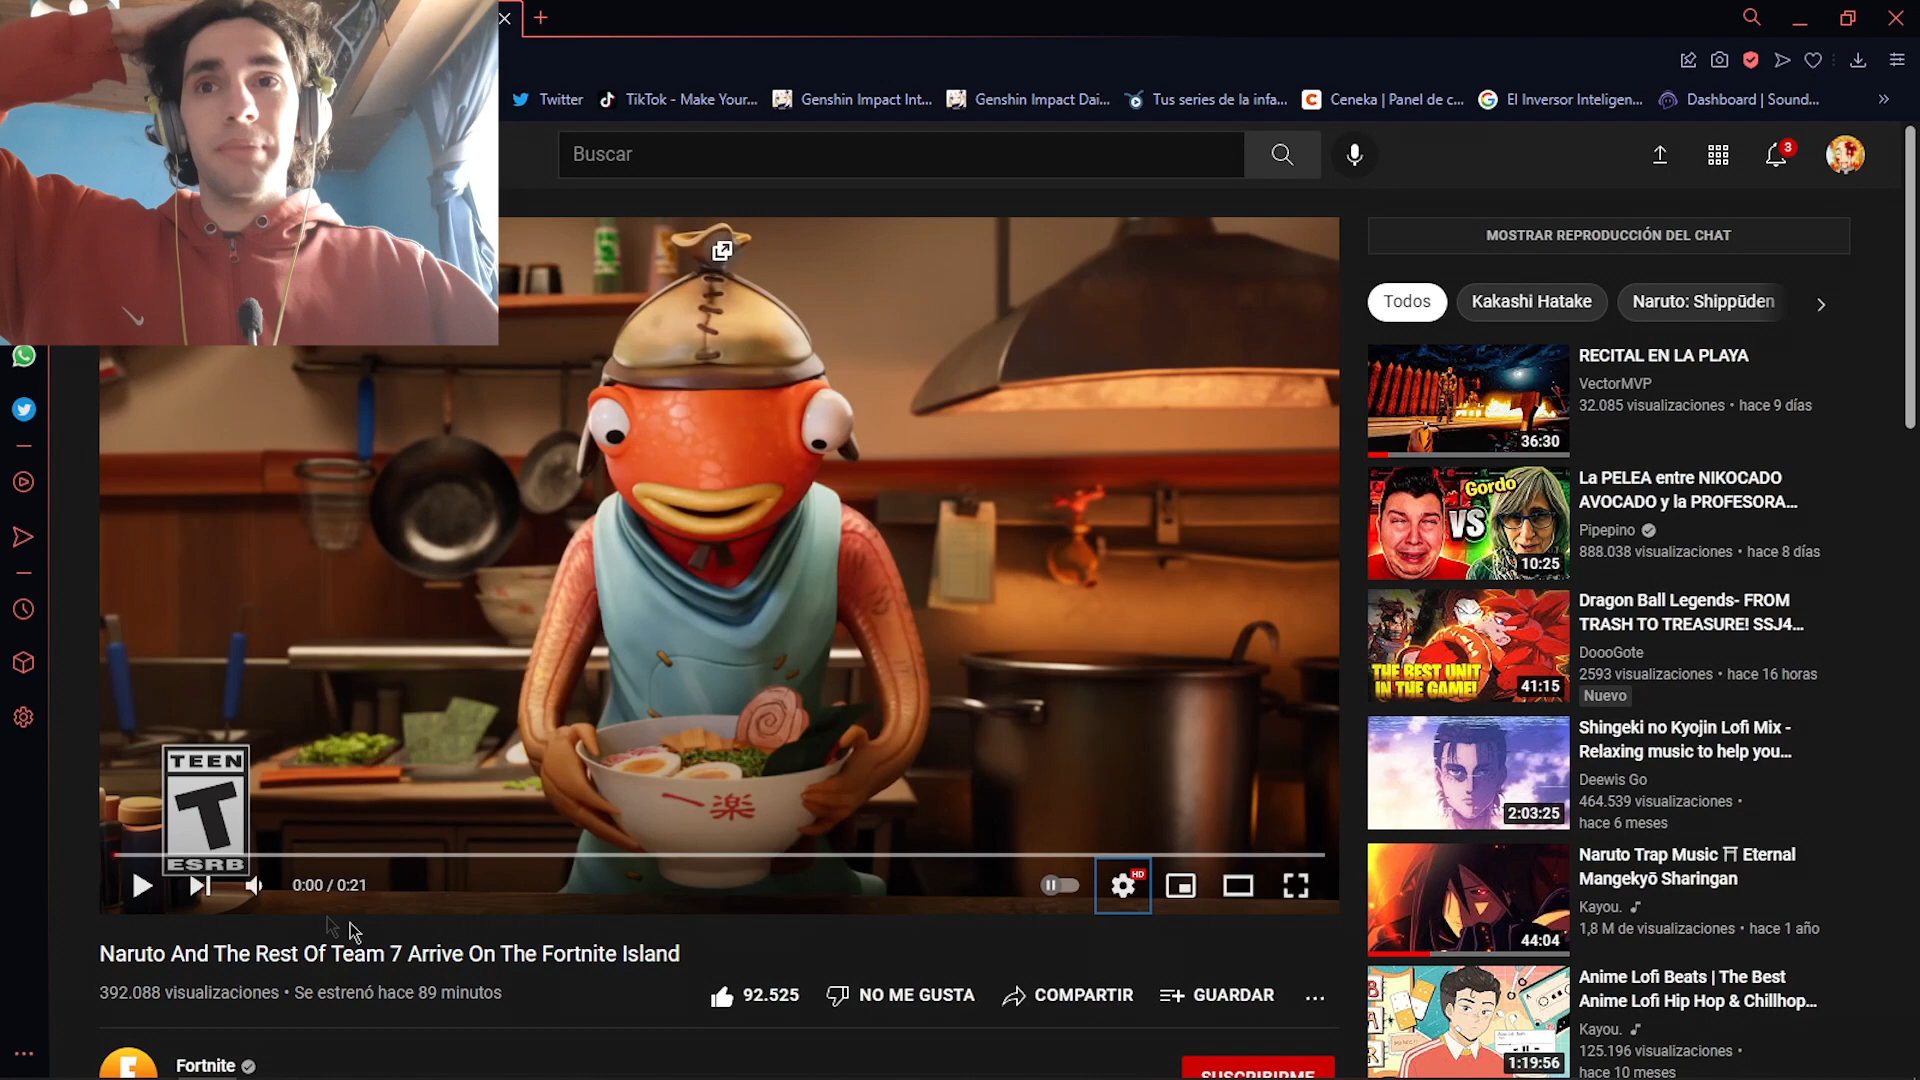 Twitter
TikTok - Make Your...
Genshin Impact Int...
Genshin Impact Dai...
Tus series de la infa...
Ceneka | Panel de c...
El Inversor Inteligen...
Dashboard | Sound...
Buscar
3
MOSTRAR REPRODUCCIÓN DEL CHAT
Todos
Kakashi Hatake
Naruto: Shippūden
RECITAL EN LA PLAYA
VectorMVP
32.085 visualizaciones • hace 9 días
36:30
Gordo
VS
10:25
La PELEA entre NIKOCADO
AVOCADO y la PROFESORA...
Pipepino
888.038 visualizaciones • hace 8 días
THE BEST UNIT
IN THE GAME!
41:15
Dragon Ball Legends- FROM
TRASH TO TREASURE! SSJ4...
DoooGote
2593 visualizaciones • hace 16 horas
Nuevo
2:03:25
Shingeki no Kyojin Lofi Mix -
Relaxing music to help you...
Deewis Go
464.539 visualizaciones •
hace 6 meses
44:04
Naruto Trap Music ⛩ Eternal
Mangekyō Sharingan
Kayou.
1,8 M de visualizaciones • hace 1 año
1:19:56
Anime Lofi Beats | The Best
Anime Lofi Hip Hop & Chillhop...
Kayou.
125.196 visualizaciones •
hace 10 meses
一楽
TEEN
T
ESRB
0:00 / 0:21
HD
Naruto And The Rest Of Team 7 Arrive On The Fortnite Island
392.088 visualizaciones • Se estrenó hace 89 minutos
92.525
NO ME GUSTA
COMPARTIR
GUARDAR
Fortnite
SUSCRIBIRME